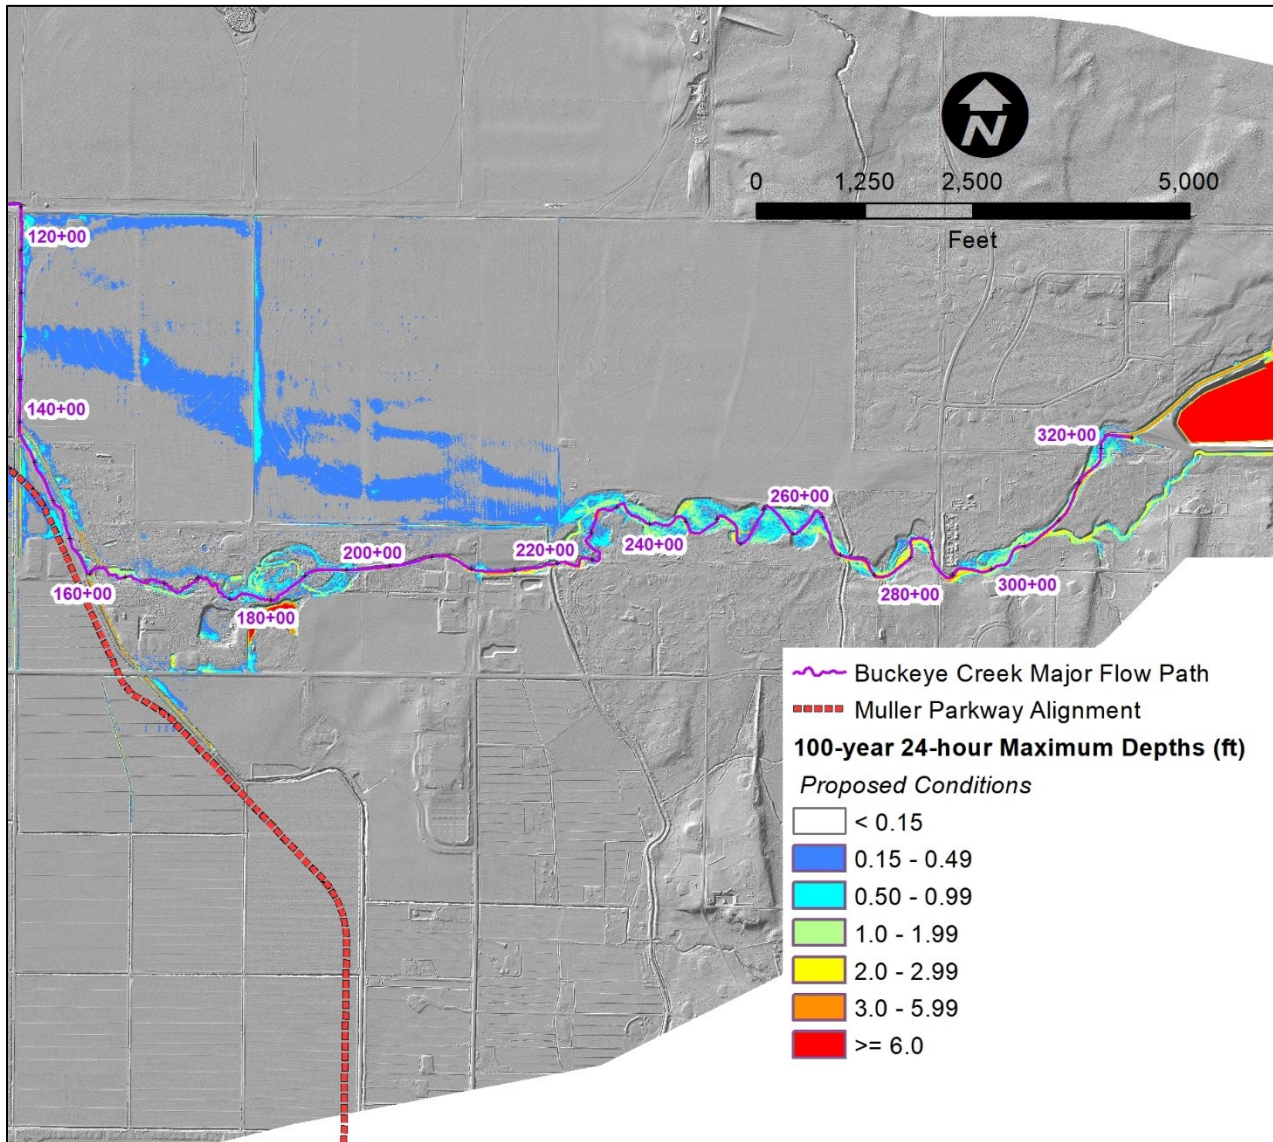 N
0 1,250 2,500 5,000
Feet
120+00
140+00
320+00
260+00
200+00
220+00
240+00
300+00
160+00
280+00
180+00
Buckeye Creek Major Flow Path
Muller Parkway Alignment
100-year 24-hour Maximum Depths (ft)
Proposed Conditions
< 0.15
0.15 - 0.49
0.50 - 0.99
1.0 - 1.99
2.0 - 2.99
3.0 - 5.99
>= 6.0